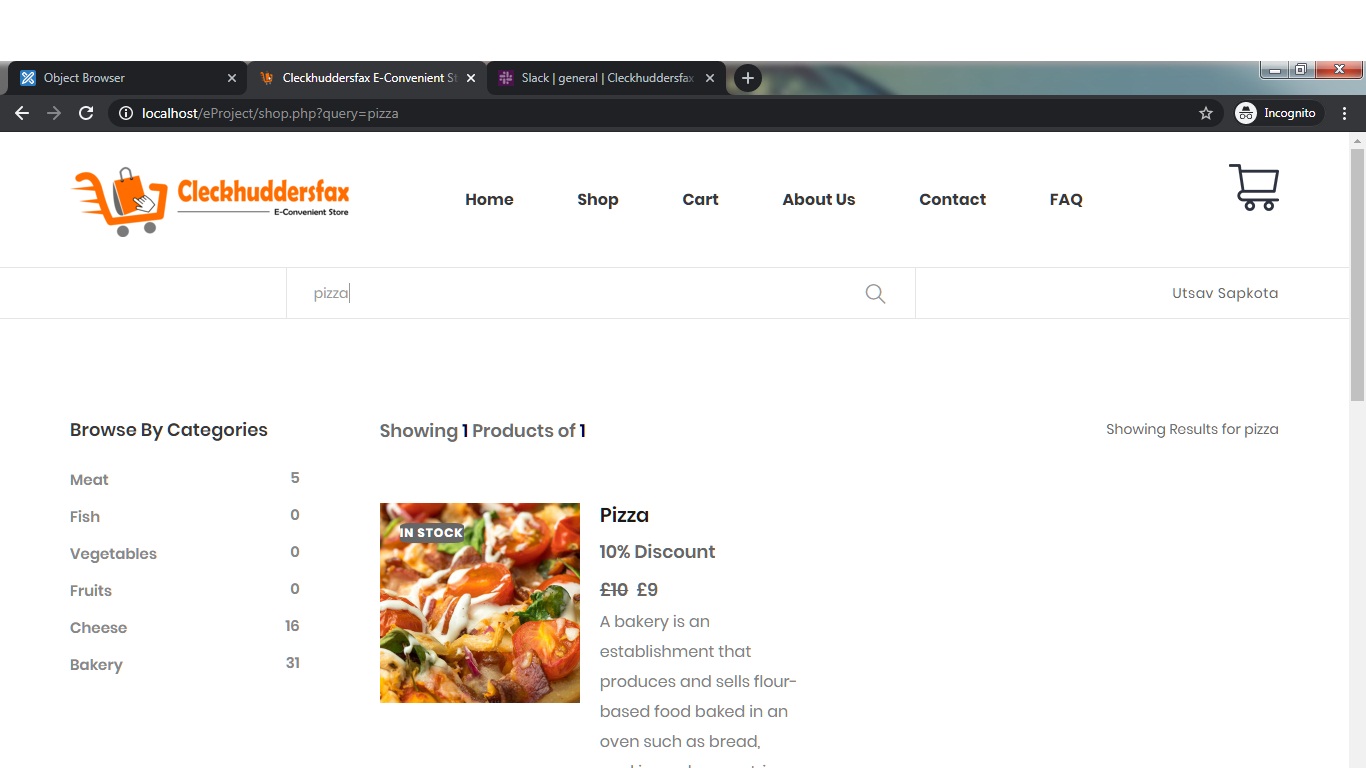 Object Browser
Cleckhuddersfax E-Convenient St
Slack | general | Cleckhuddersfax
localhost/eProject/shop.php?query=pizza
Incognito
Cleckhuddersfax
E-Convenient Store
Home
Shop
Cart
About Us
Contact
FAQ
pizza
Utsav Sapkota
Browse By Categories
Meat 5
Fish 0
Vegetables 0
Fruits 0
Cheese 16
Bakery 31
Showing 1 Products of 1
Showing Results for pizza
IN STOCK
Pizza
10% Discount
£10 £9
A bakery is an
establishment that
produces and sells flour-
based food baked in an
oven such as bread,